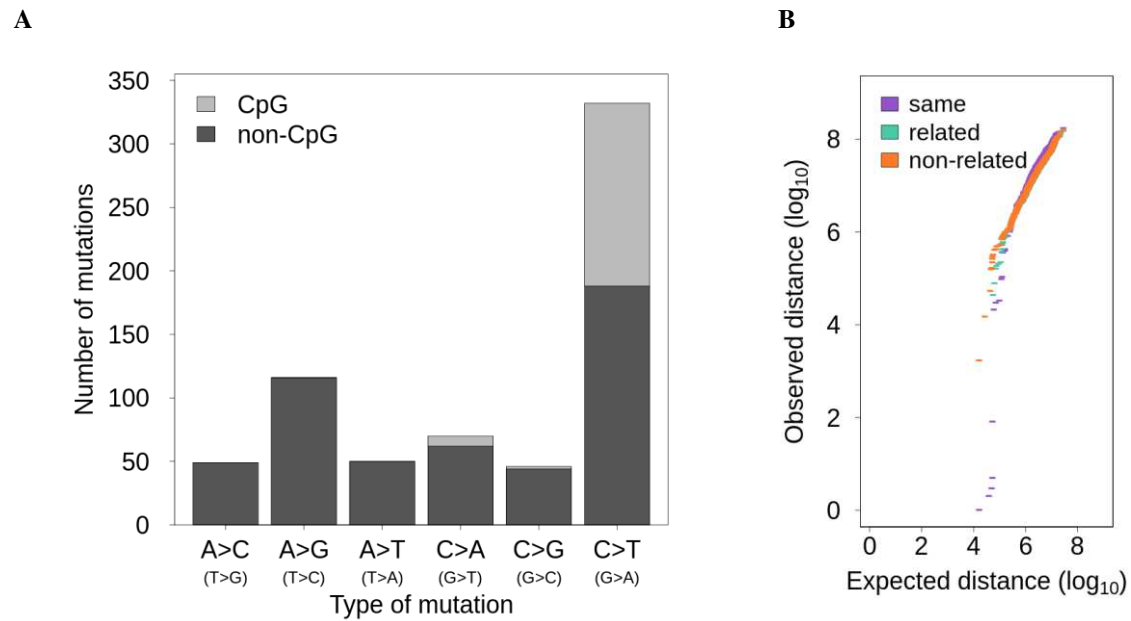 A
B
350
300
250
200
150
100
50
0
Number of mutations
CpG
non-CpG
A>C
A>G
A>T
C>A
C>G
C>T
(T>G)
(T>C)
(T>A)
(G>T)
(G>C)
(G>A)
Type of mutation
8
6
4
2
0
Observed distance (log10)
same
related
non-related
0 2 4 6 8
Expected distance (log10)